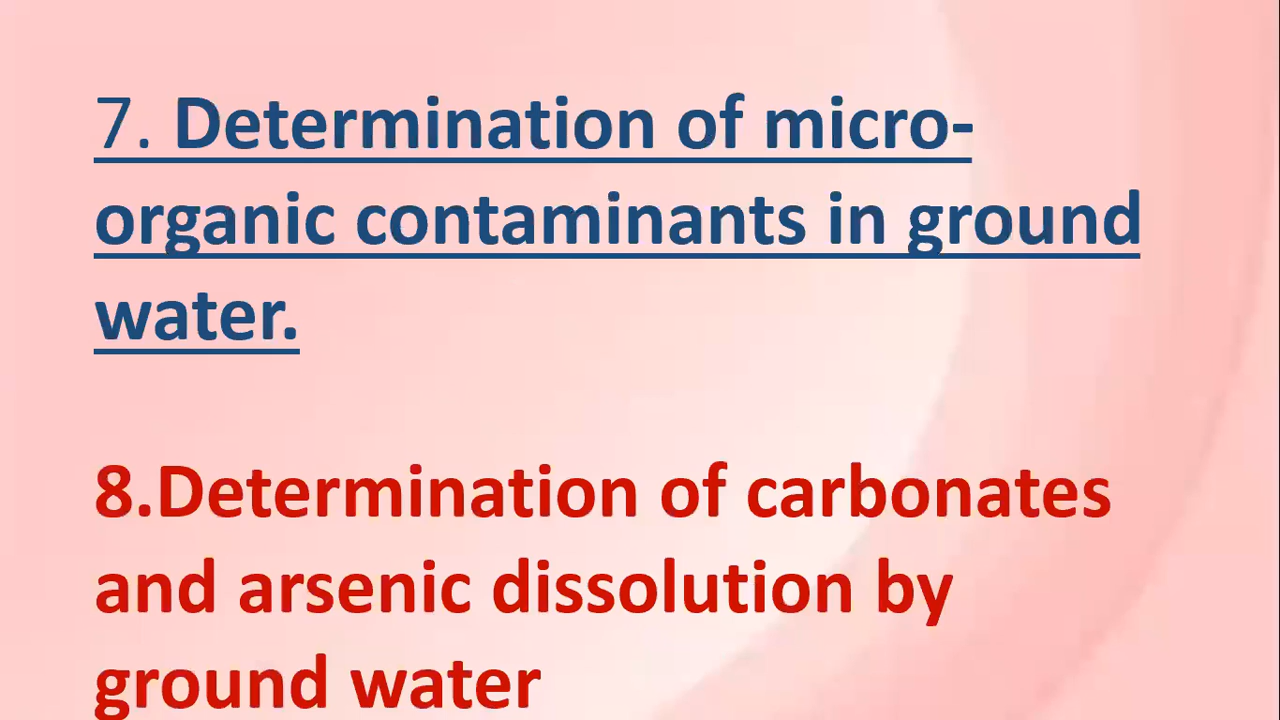 7. Determination of micro-
organic contaminants in ground
water.
8.Determination of carbonates
and arsenic dissolution by
ground water